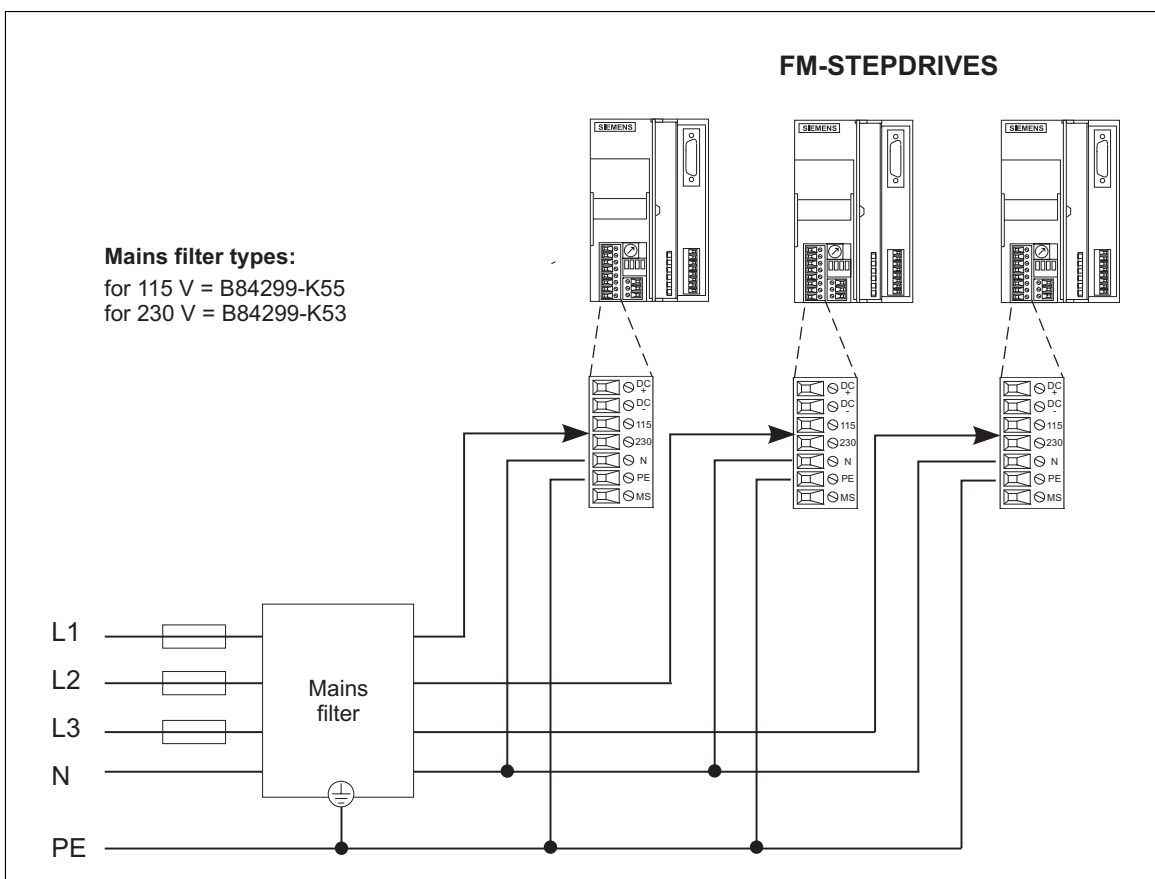 FM-STEPDRIVES
SIEMENS
SIEMENS
SIEMENS
Mains filter types:
for 115 V = B84299-K55
for 230 V = B84299-K53
DC
+
DC
-
115
230
N
PE
MS
DC
+
DC
-
115
230
N
PE
MS
DC
+
DC
-
115
230
N
PE
MS
L1
L2
L3
N
PE
Mains
filter